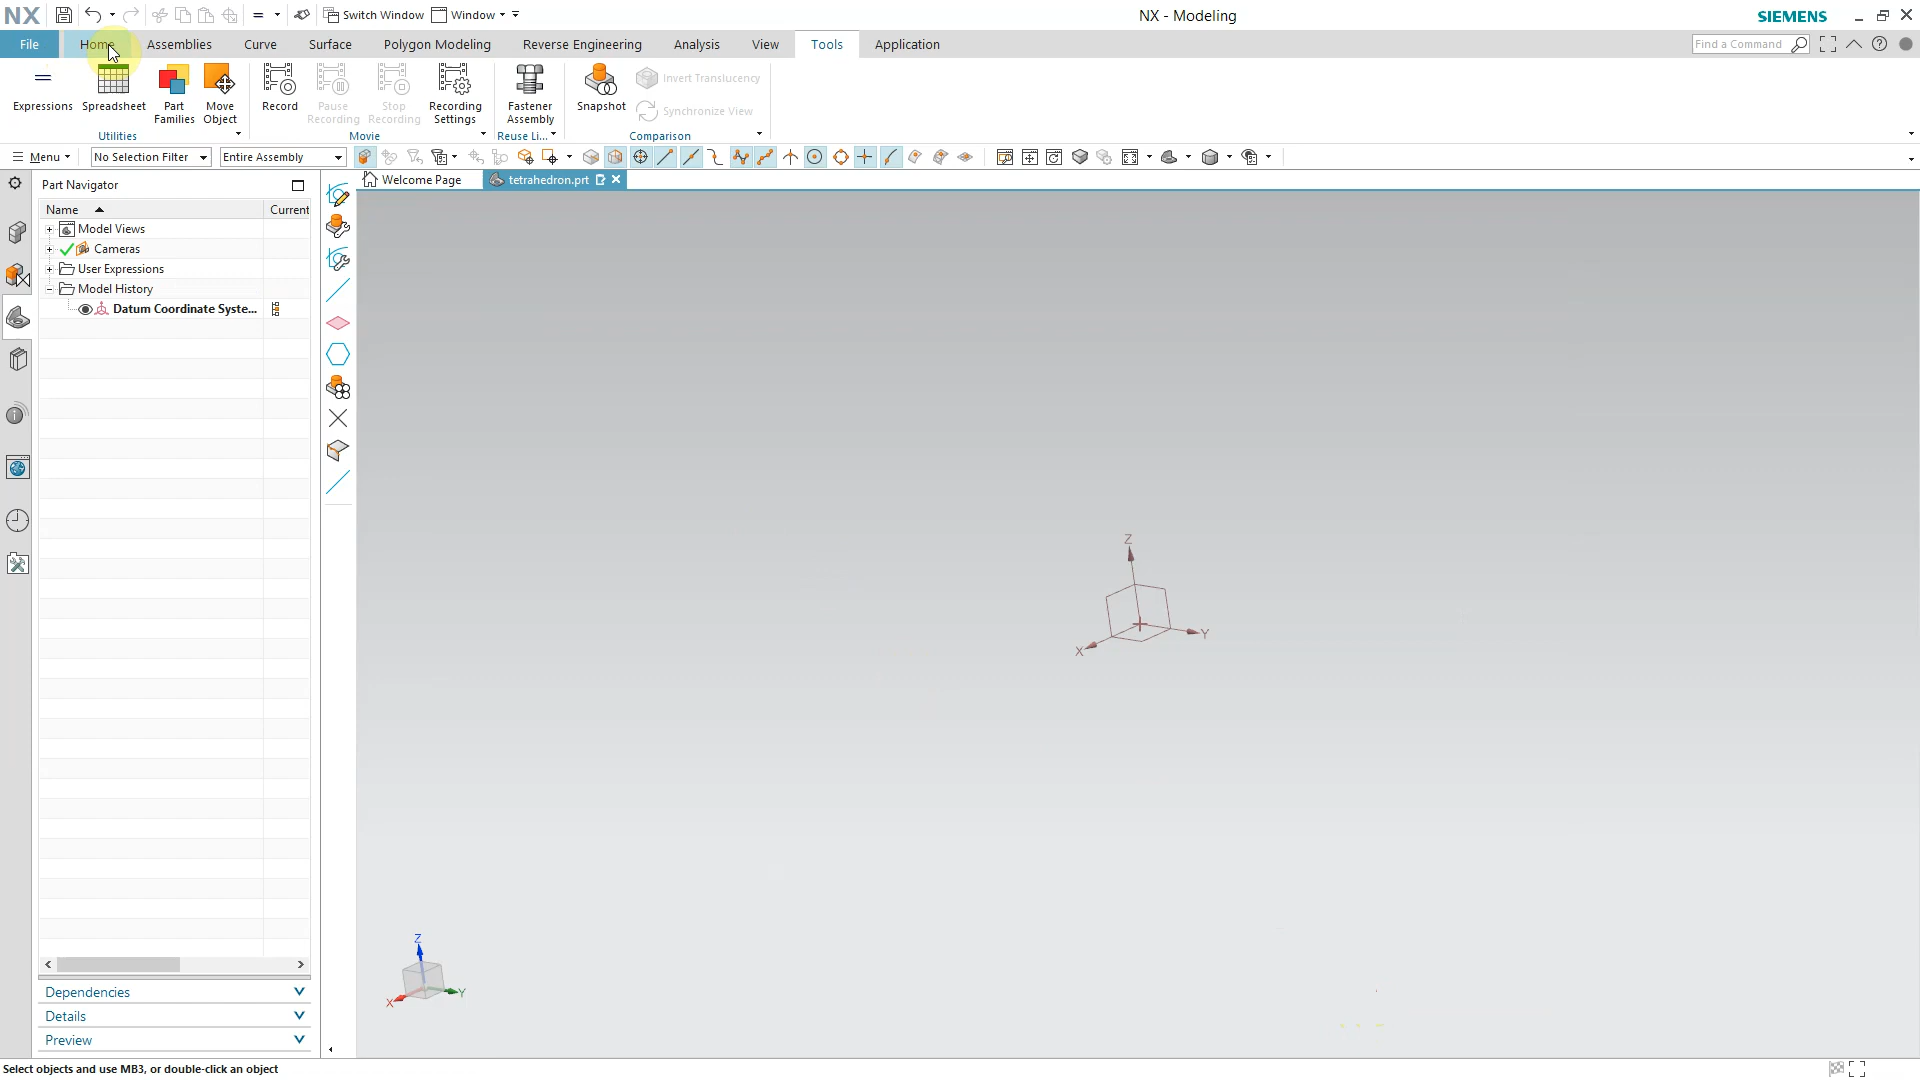 NX Switch Window Window NX - Modeling SIEMENS
File Home Assemblies Curve Surface Polygon Modeling Reverse Engineering Analysis View Tools Application Find a Command
Expressions Spreadsheet Part Families Move Object Record Pause Recording Stop Recording Recording Settings Fastener Assembly Snapshot Invert Translucency
Synchronize View
Utilities Movie Reuse Li... Comparison
Menu No Selection Filter Entire Assembly
Part Navigator Welcome Page tetrahedron.prt
Name Current
Model Views
Cameras
User Expressions
Model History
Datum Coordinate Syste...
Z
Y
X
Z
Y
X
Dependencies
Details
Preview
Select objects and use MB3, or double-click an object